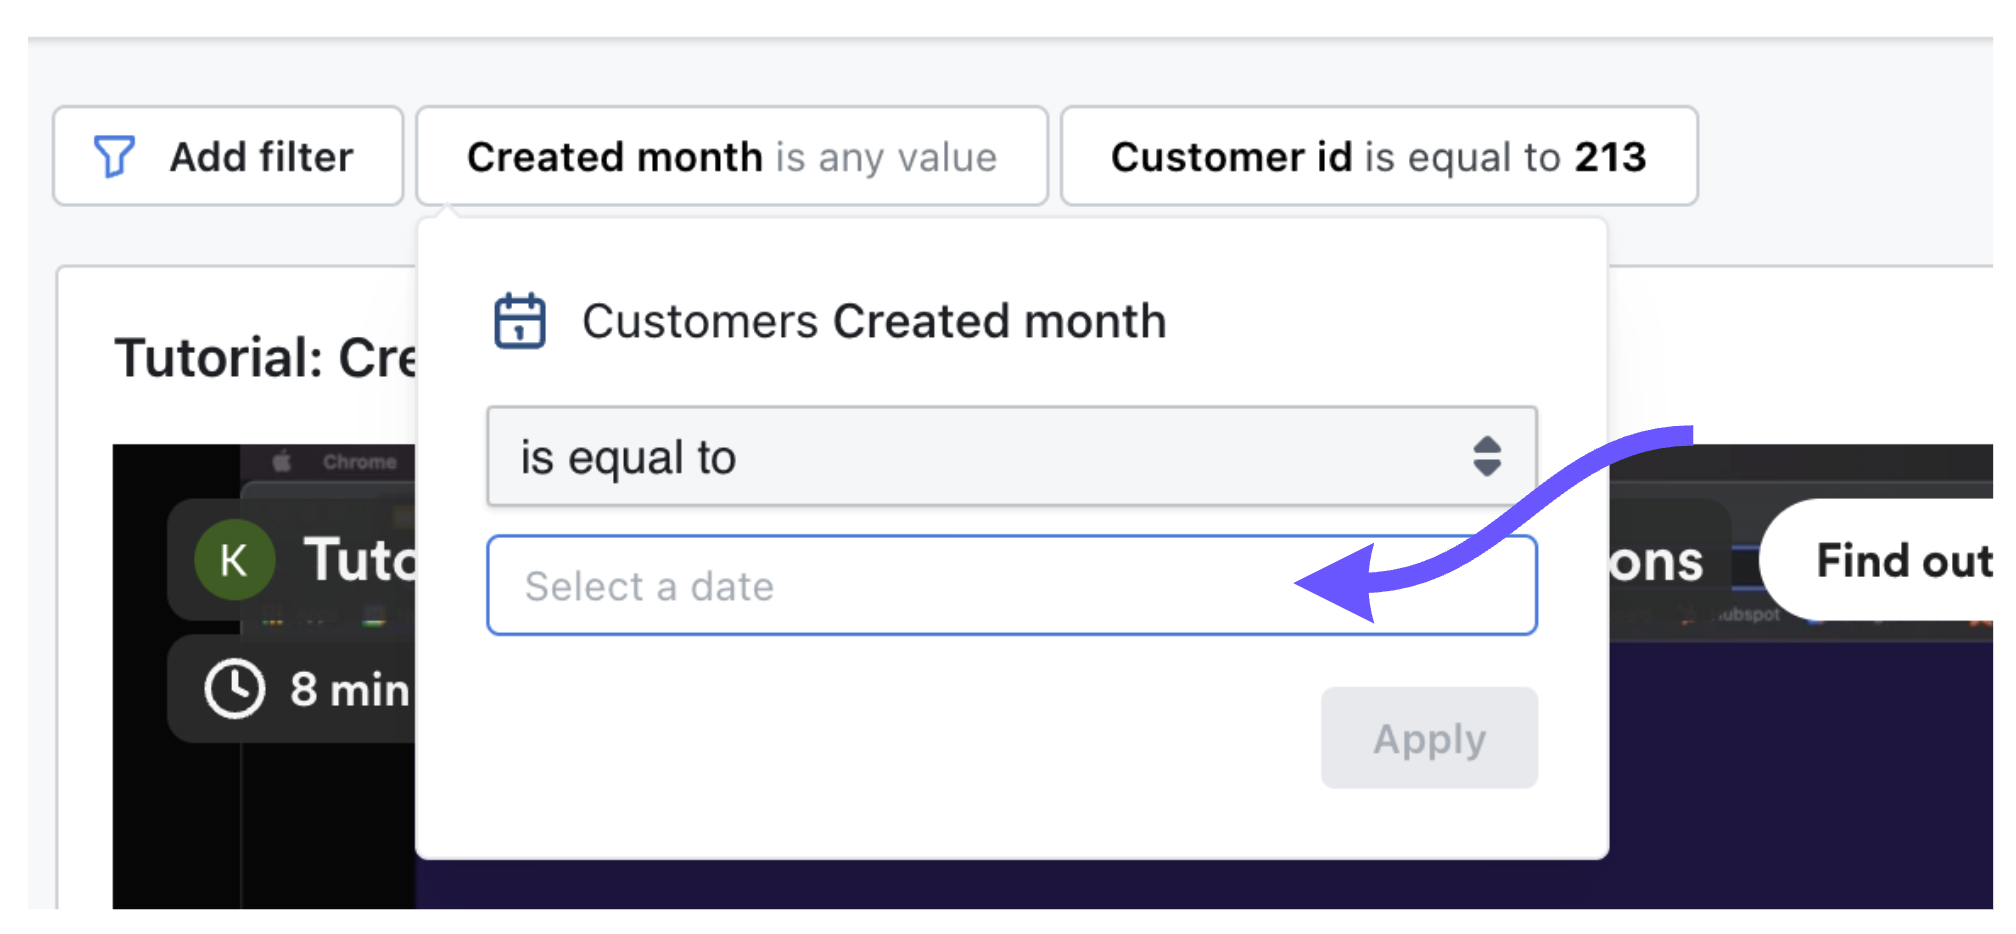 Add filter
Created month is any value
Customer id is equal to 213
Customers Created month
Tutorial: Cre
is equal to
Chrome
K
Tuto
ons
Find out
Select a date
ubspot
8 min
Apply